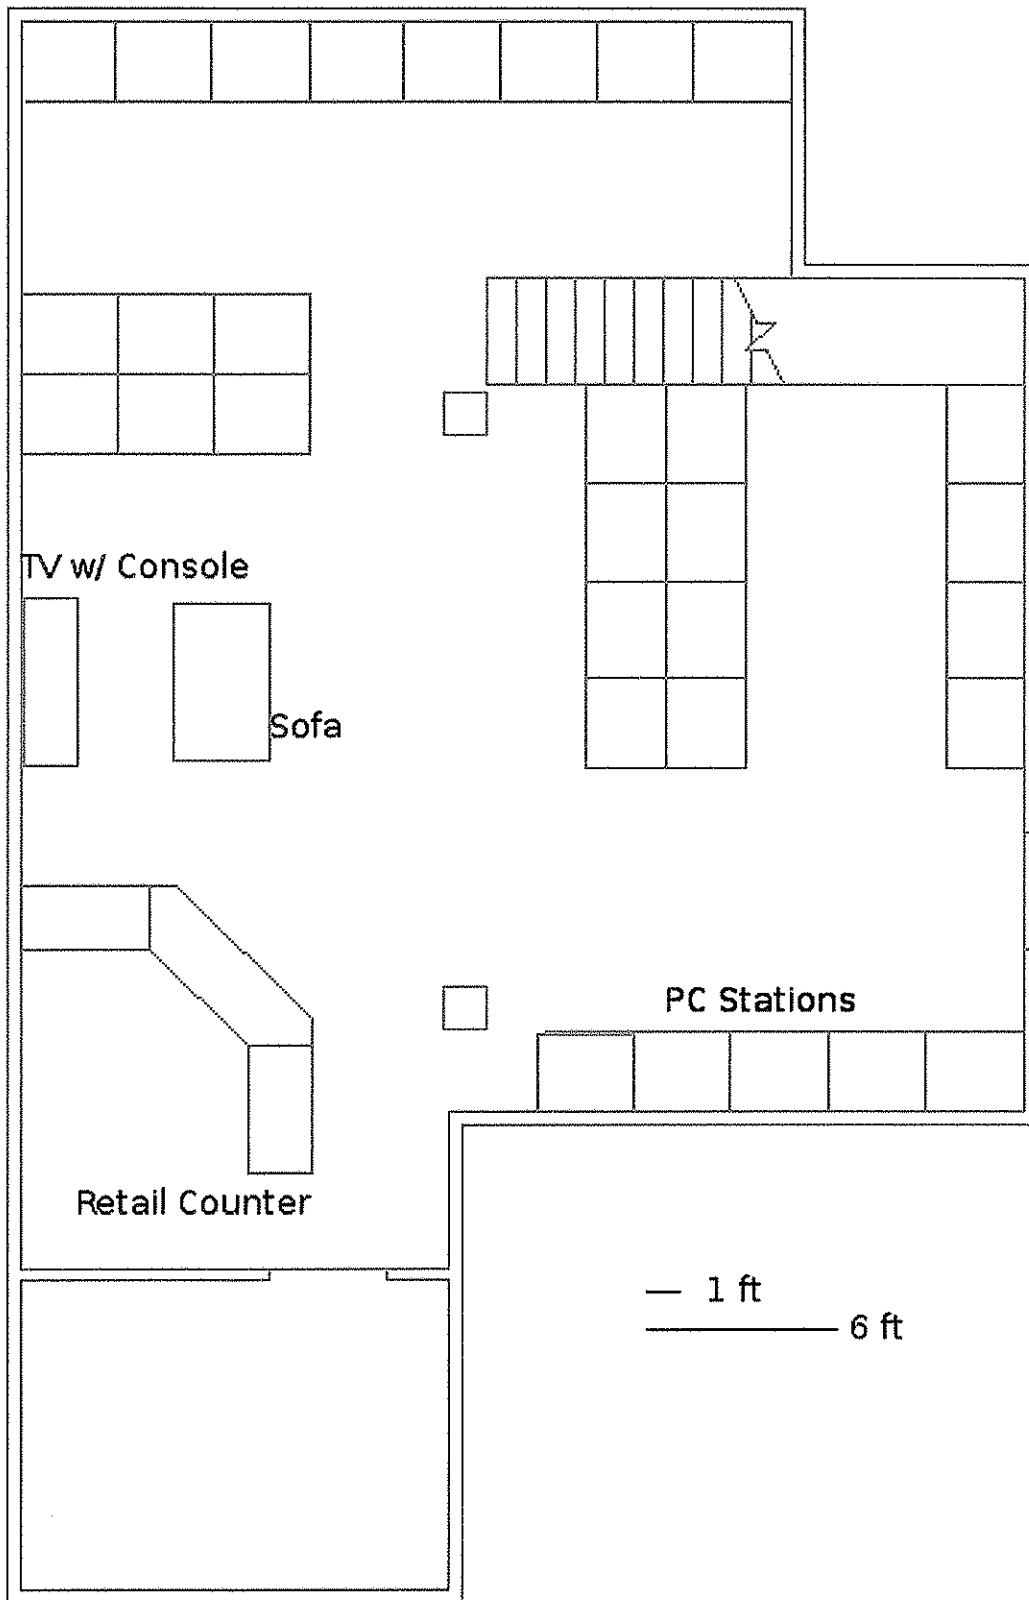 TV w/ Console
Sofa
PC Stations
Retail Counter
1 ft
6 ft